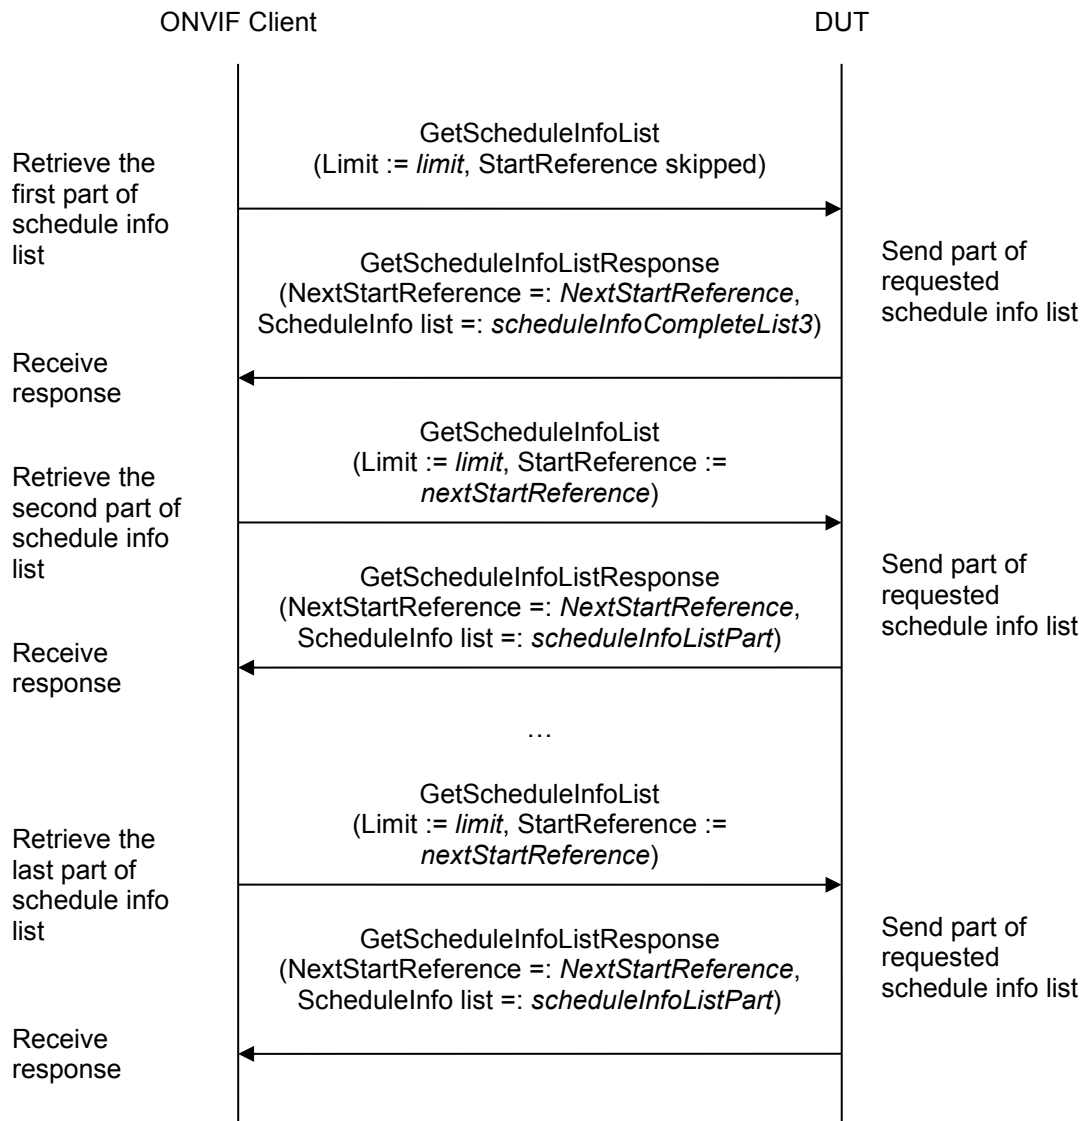 ONVIF Client
DUT
GetScheduleInfoList
(Limit := limit, StartReference skipped)
Retrieve the
first part of
schedule info
list
GetScheduleInfoListResponse
(NextStartReference =: NextStartReference,
ScheduleInfo list =: scheduleInfoCompleteList3)
Send part of
requested
schedule info list
Receive
response
GetScheduleInfoList
(Limit := limit, StartReference :=
nextStartReference)
Retrieve the
second part of
schedule info
list
GetScheduleInfoListResponse
(NextStartReference =: NextStartReference,
ScheduleInfo list =: scheduleInfoListPart)
Send part of
requested
schedule info list
Receive
response
…
GetScheduleInfoList
(Limit := limit, StartReference :=
nextStartReference)
Retrieve the
last part of
schedule info
list
GetScheduleInfoListResponse
(NextStartReference =: NextStartReference,
ScheduleInfo list =: scheduleInfoListPart)
Send part of
requested
schedule info list
Receive
response